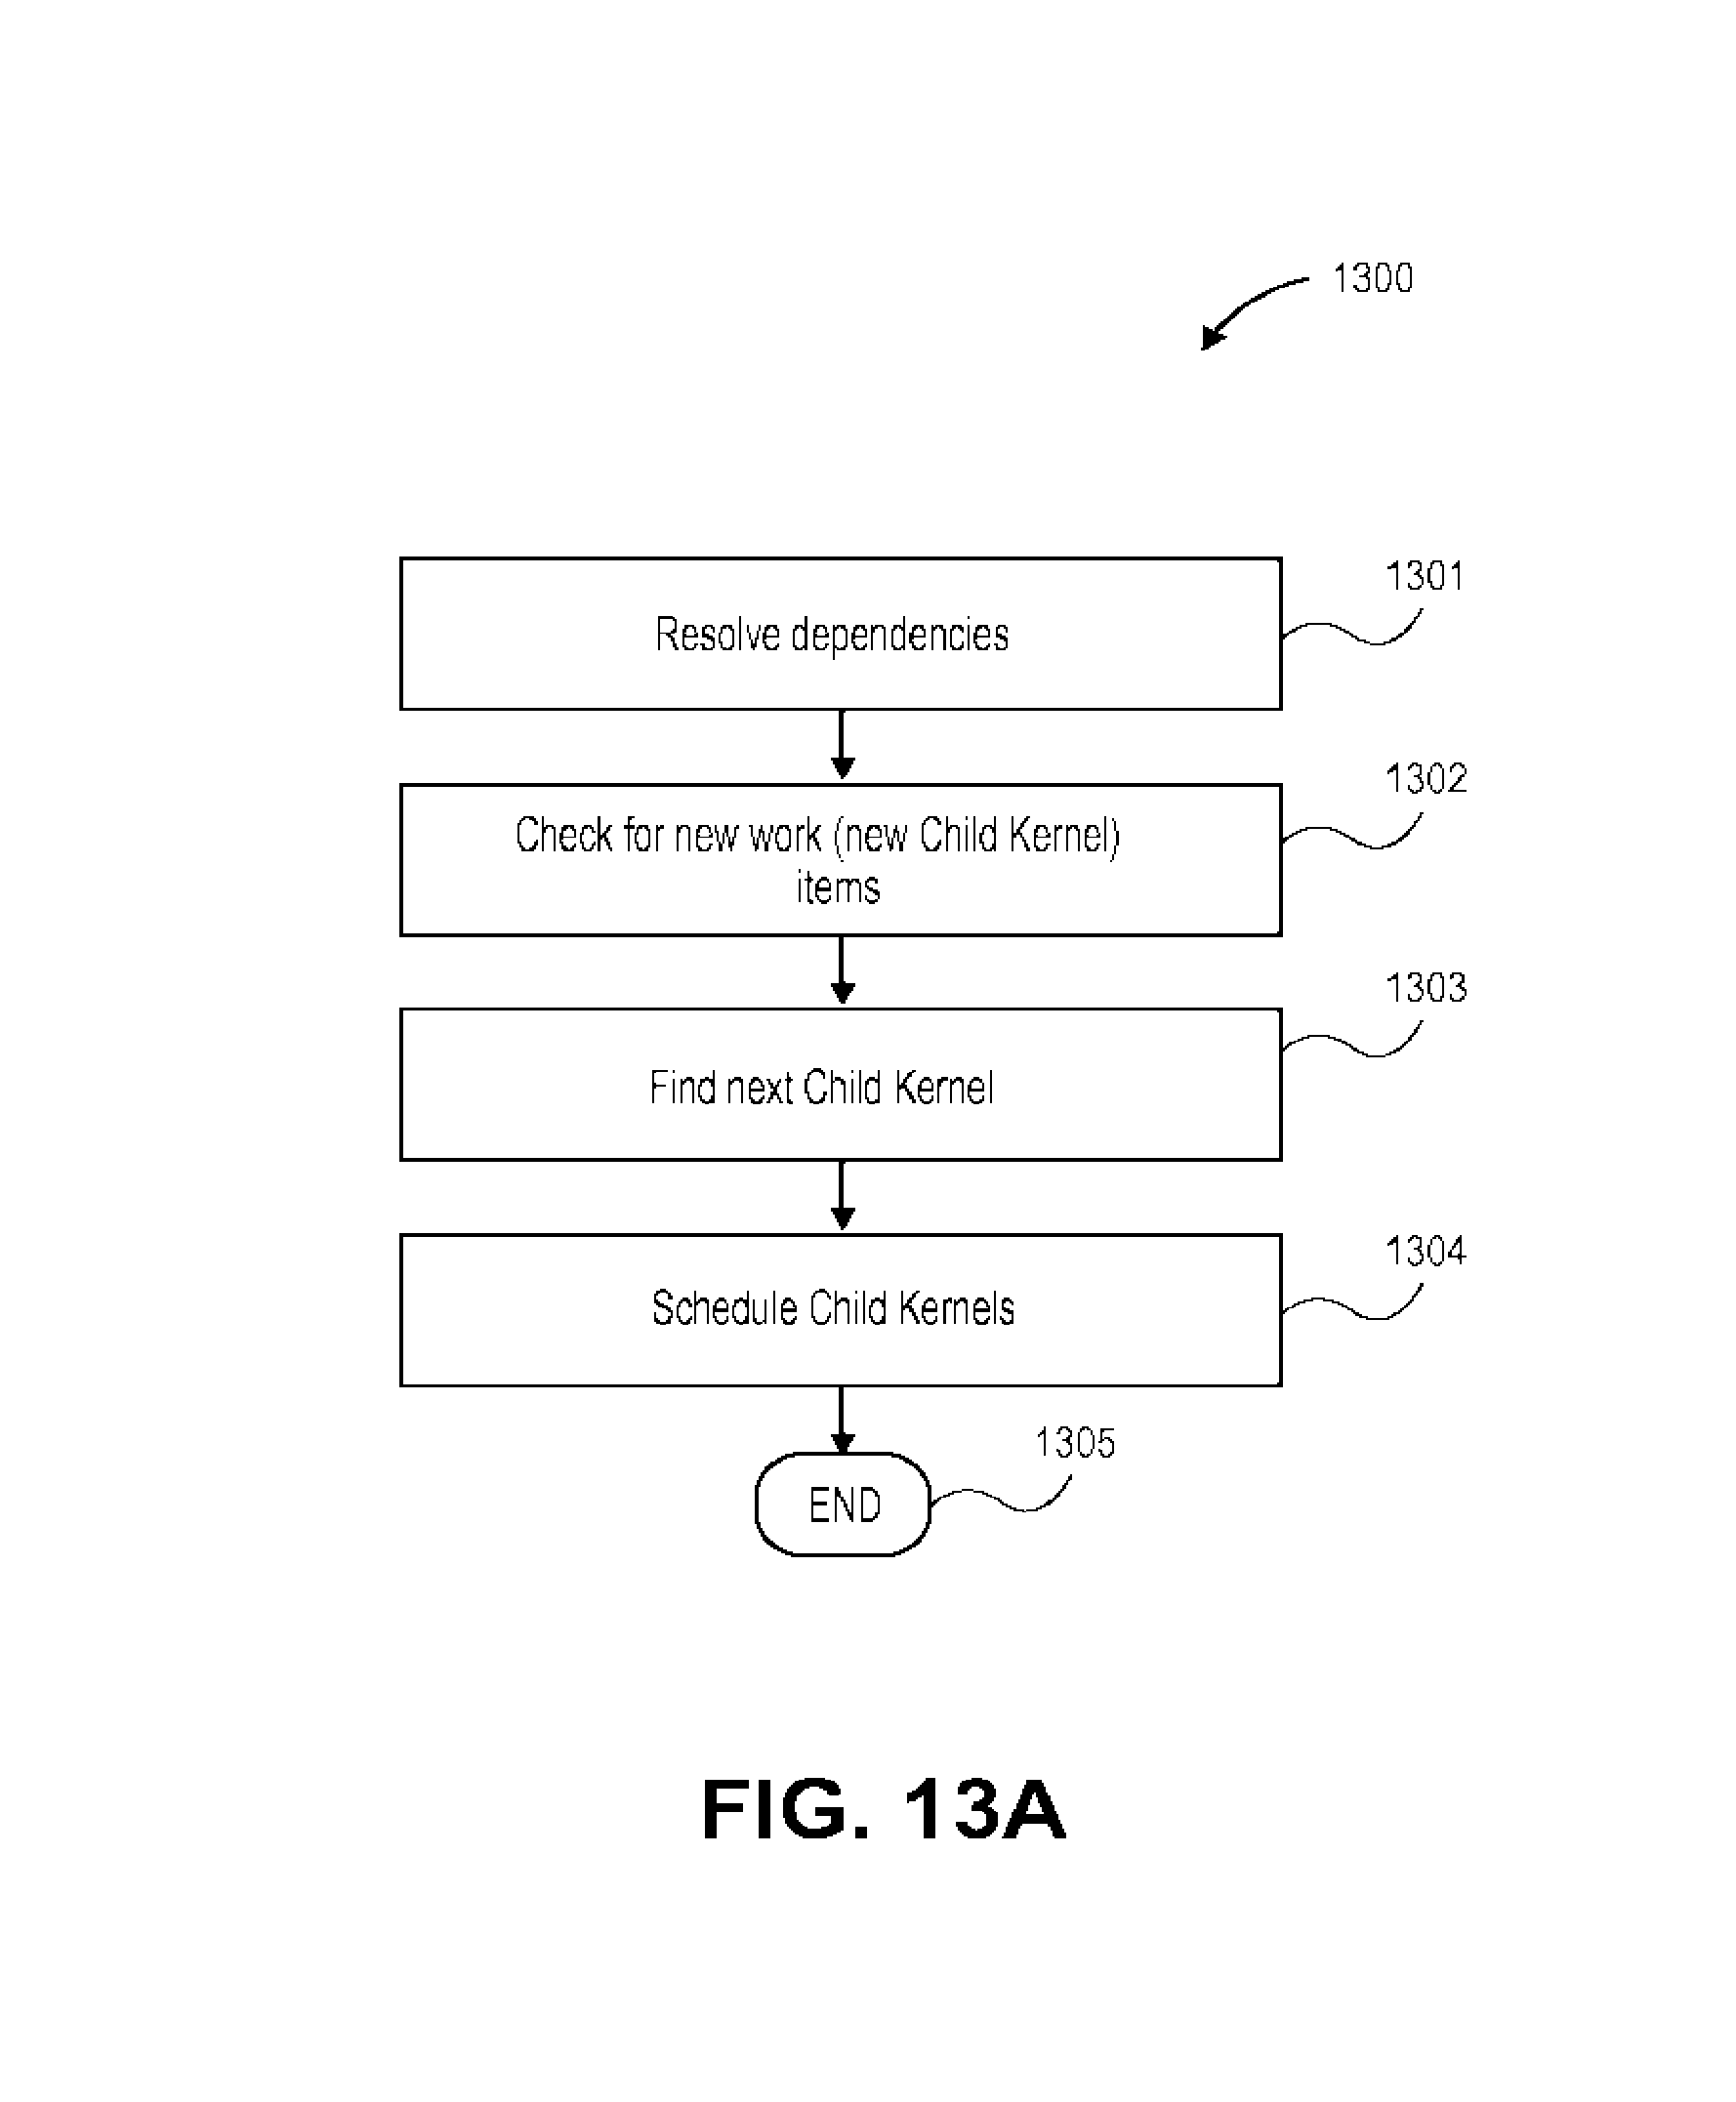 1300
1301
Resolve dependencies
1302
Check for new work (new Child Kernel)
items
1303
Find next Child Kernel
1304
Schedule Child Kernels
1305
END
FIG. 13A